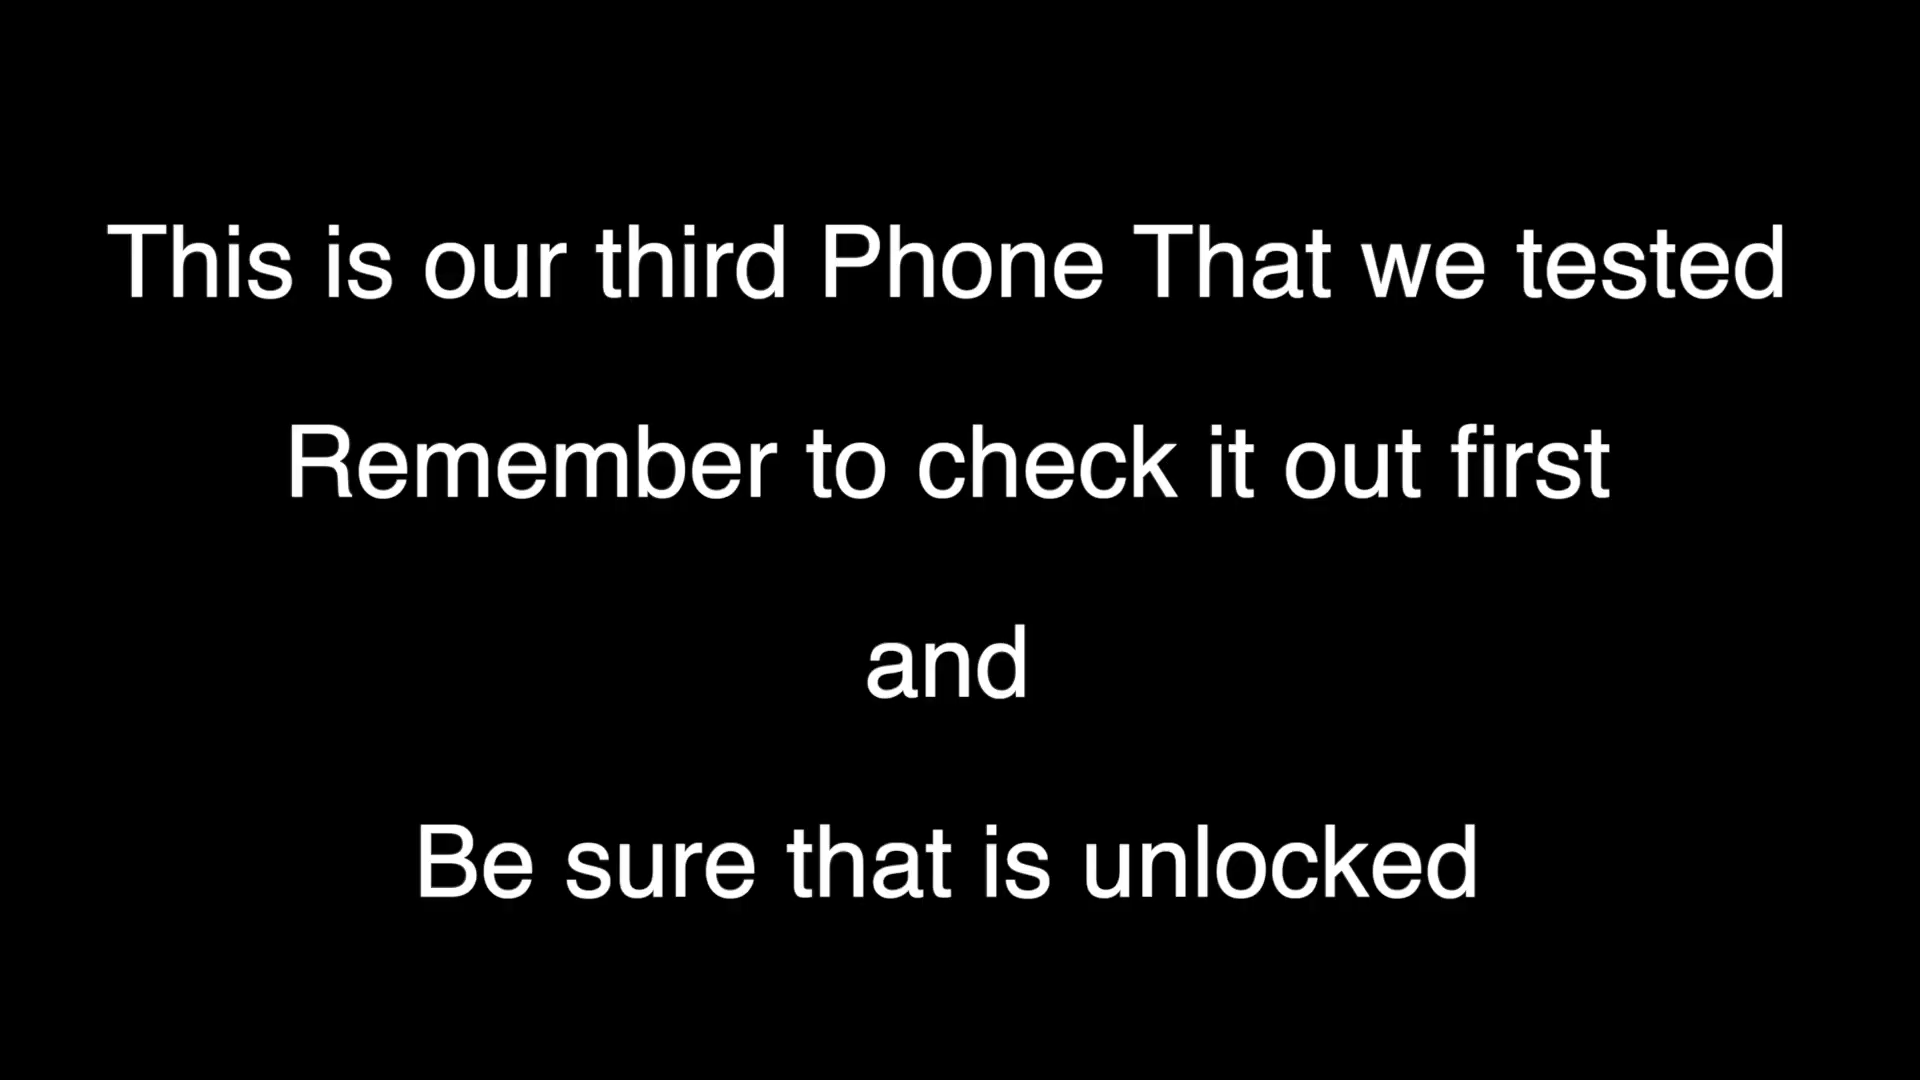 This is our third Phone That we tested
Remember to check it out first
and
Be sure that is unlocked